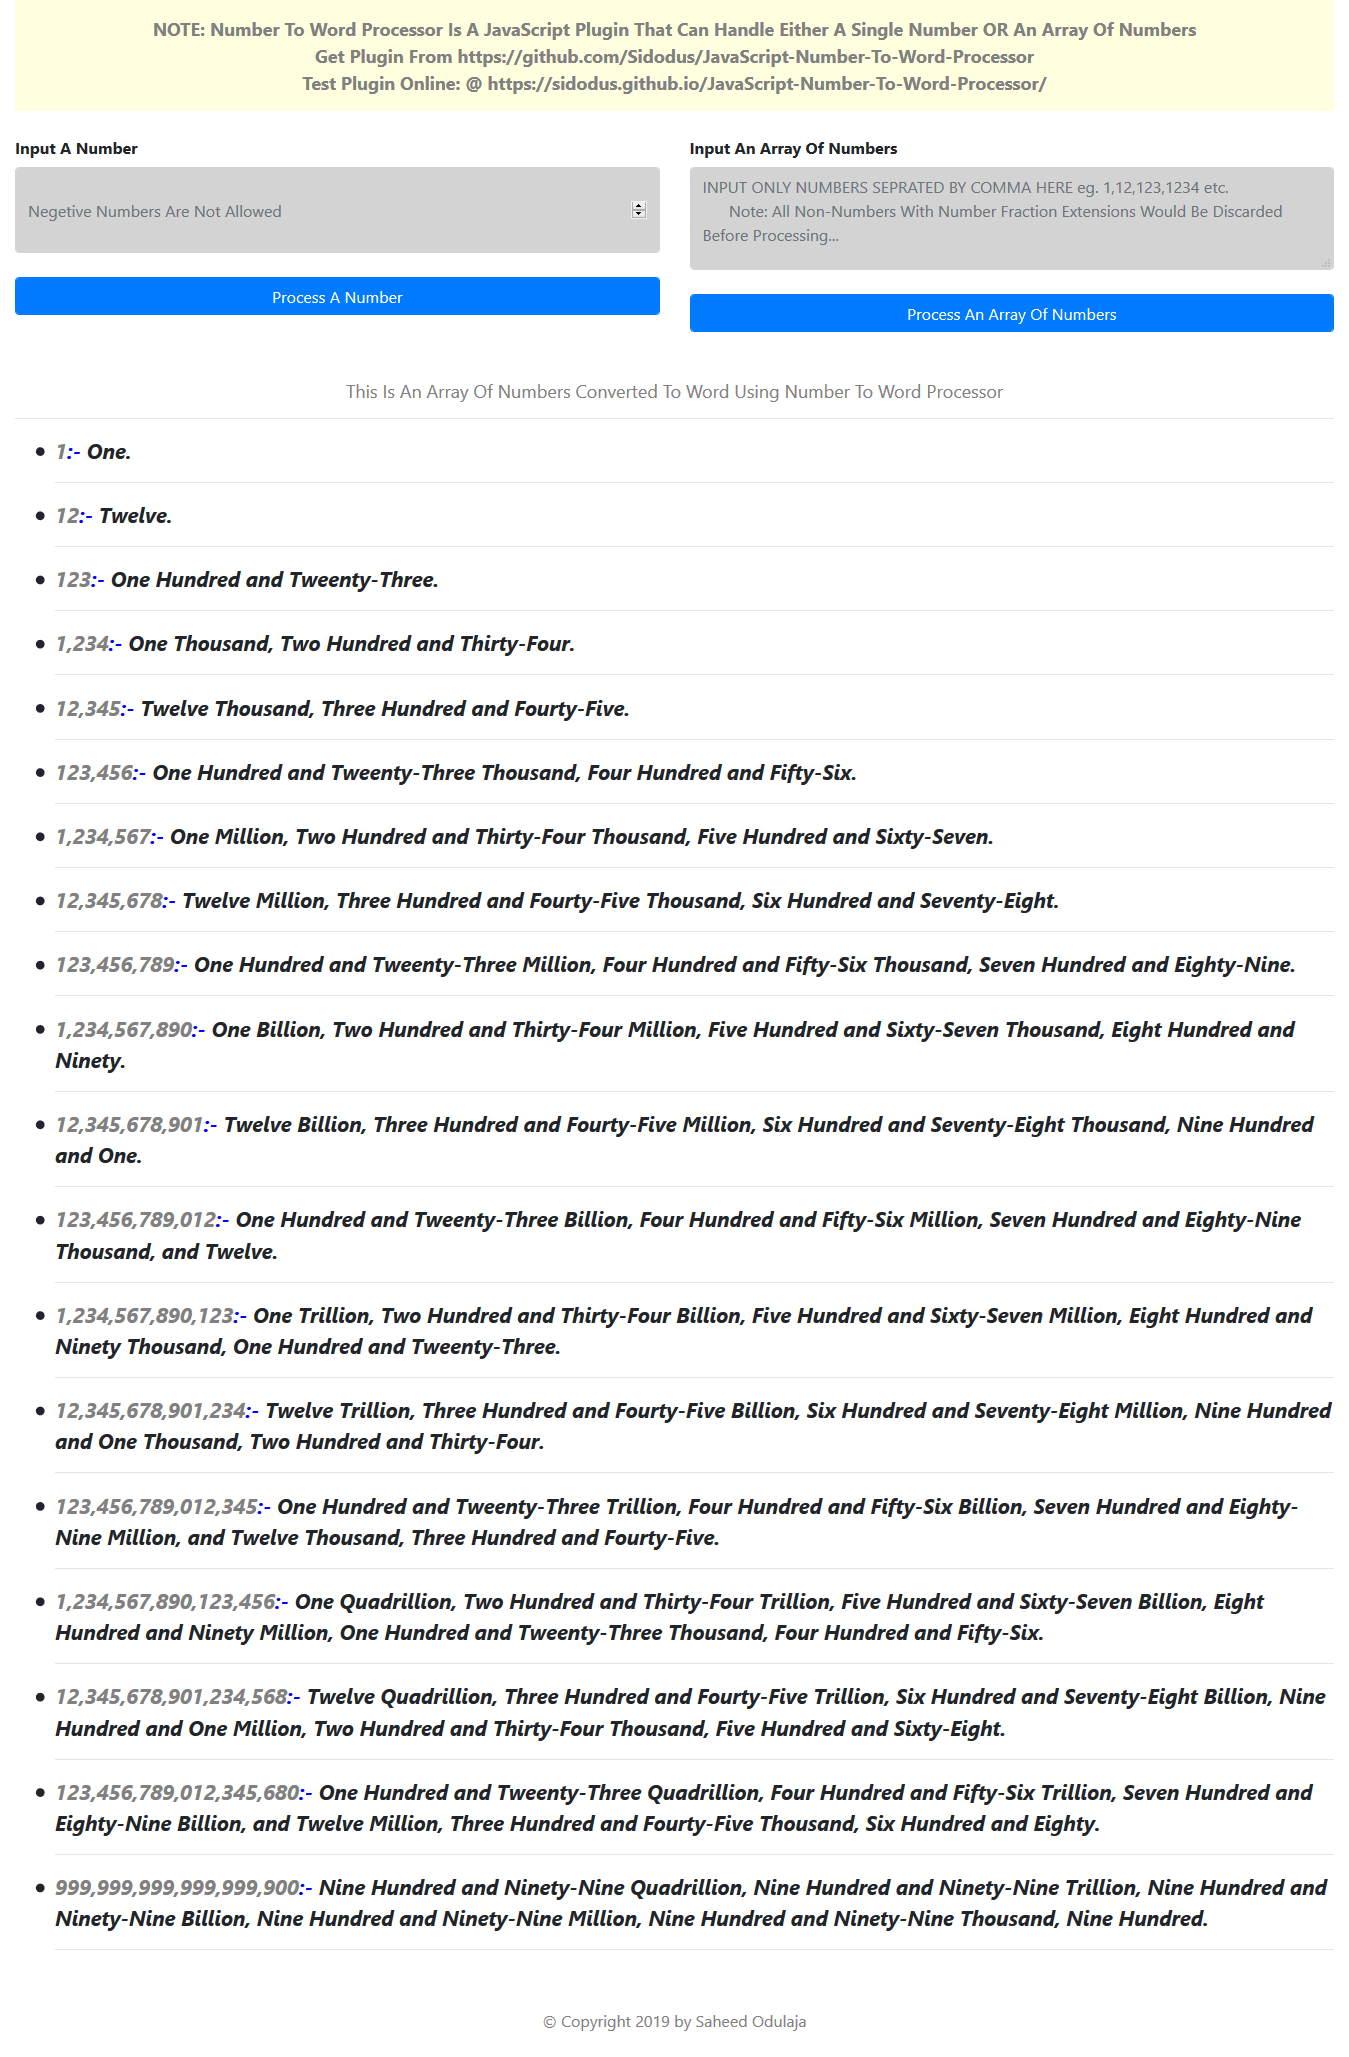 NOTE: Number To Word Processor Is A JavaScript Plugin That Can Handle Either A Single Number OR An Array Of Numbers
Get Plugin From https://github.com/Sidodus/JavaScript-Number-To-Word-Processor
Test Plugin Online: @ https://sidodus.github.io/JavaScript-Number-To-Word-Processor/
Input A Number
Negetive Numbers Are Not Allowed
Process A Number
Input An Array Of Numbers
INPUT ONLY NUMBERS SEPRATED BY COMMA HERE eg. 1,12,123,1234 etc.
Note: All Non-Numbers With Number Fraction Extensions Would Be Discarded
Before Processing...
Process An Array Of Numbers
This Is An Array Of Numbers Converted To Word Using Number To Word Processor
1:- One.
12:- Twelve.
123:- One Hundred and Tweenty-Three.
1,234:- One Thousand, Two Hundred and Thirty-Four.
12,345:- Twelve Thousand, Three Hundred and Fourty-Five.
123,456:- One Hundred and Tweenty-Three Thousand, Four Hundred and Fifty-Six.
1,234,567:- One Million, Two Hundred and Thirty-Four Thousand, Five Hundred and Sixty-Seven.
12,345,678:- Twelve Million, Three Hundred and Fourty-Five Thousand, Six Hundred and Seventy-Eight.
123,456,789:- One Hundred and Tweenty-Three Million, Four Hundred and Fifty-Six Thousand, Seven Hundred and Eighty-Nine.
1,234,567,890:- One Billion, Two Hundred and Thirty-Four Million, Five Hundred and Sixty-Seven Thousand, Eight Hundred and
Ninety.
12,345,678,901:- Twelve Billion, Three Hundred and Fourty-Five Million, Six Hundred and Seventy-Eight Thousand, Nine Hundred
and One.
123,456,789,012:- One Hundred and Tweenty-Three Billion, Four Hundred and Fifty-Six Million, Seven Hundred and Eighty-Nine
Thousand, and Twelve.
1,234,567,890,123:- One Trillion, Two Hundred and Thirty-Four Billion, Five Hundred and Sixty-Seven Million, Eight Hundred and
Ninety Thousand, One Hundred and Tweenty-Three.
12,345,678,901,234:- Twelve Trillion, Three Hundred and Fourty-Five Billion, Six Hundred and Seventy-Eight Million, Nine Hundred
and One Thousand, Two Hundred and Thirty-Four.
123,456,789,012,345:- One Hundred and Tweenty-Three Trillion, Four Hundred and Fifty-Six Billion, Seven Hundred and Eighty-
Nine Million, and Twelve Thousand, Three Hundred and Fourty-Five.
1,234,567,890,123,456:- One Quadrillion, Two Hundred and Thirty-Four Trillion, Five Hundred and Sixty-Seven Billion, Eight
Hundred and Ninety Million, One Hundred and Tweenty-Three Thousand, Four Hundred and Fifty-Six.
12,345,678,901,234,568:- Twelve Quadrillion, Three Hundred and Fourty-Five Trillion, Six Hundred and Seventy-Eight Billion, Nine
Hundred and One Million, Two Hundred and Thirty-Four Thousand, Five Hundred and Sixty-Eight.
123,456,789,012,345,680:- One Hundred and Tweenty-Three Quadrillion, Four Hundred and Fifty-Six Trillion, Seven Hundred and
Eighty-Nine Billion, and Twelve Million, Three Hundred and Fourty-Five Thousand, Six Hundred and Eighty.
999,999,999,999,999,900:- Nine Hundred and Ninety-Nine Quadrillion, Nine Hundred and Ninety-Nine Trillion, Nine Hundred and
Ninety-Nine Billion, Nine Hundred and Ninety-Nine Million, Nine Hundred and Ninety-Nine Thousand, Nine Hundred.
© Copyright 2019 by Saheed Odulaja